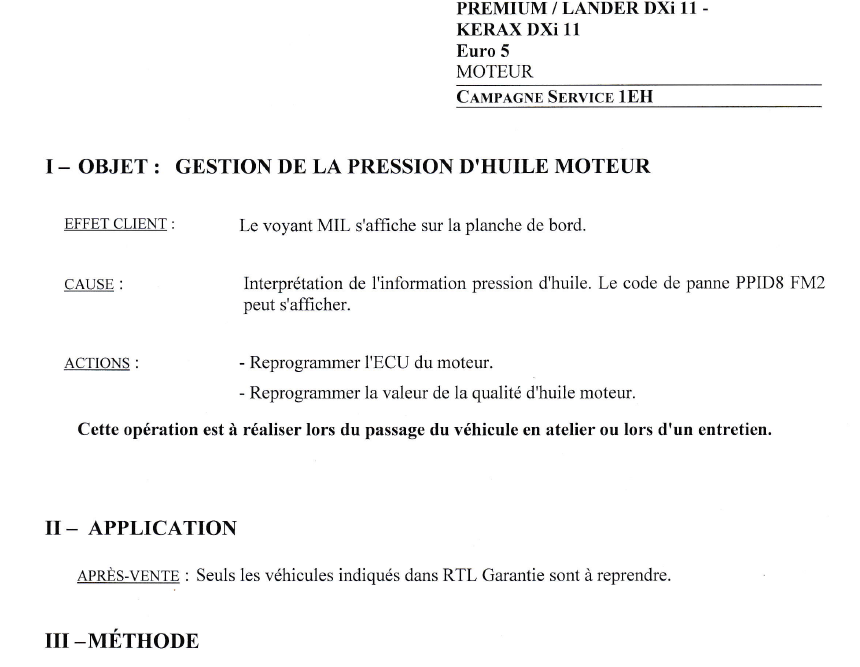 PREMIUM / LANDER DXi 11 -
KERAX DXi 11
Euro 5
MOTEUR
CAMPAGNE SERVICE 1EH
I – OBJET : GESTION DE LA PRESSION D'HUILE MOTEUR
EFFET CLIENT : Le voyant MIL s'affiche sur la planche de bord.
CAUSE : Interprétation de l'information pression d'huile. Le code de panne PPID8 FM2
peut s'afficher.
ACTIONS : - Reprogrammer l'ECU du moteur.
- Reprogrammer la valeur de la qualité d'huile moteur.
Cette opération est à réaliser lors du passage du véhicule en atelier ou lors d'un entretien.
II – APPLICATION
APRÈS-VENTE : Seuls les véhicules indiqués dans RTL Garantie sont à reprendre.
III –MÉTHODE